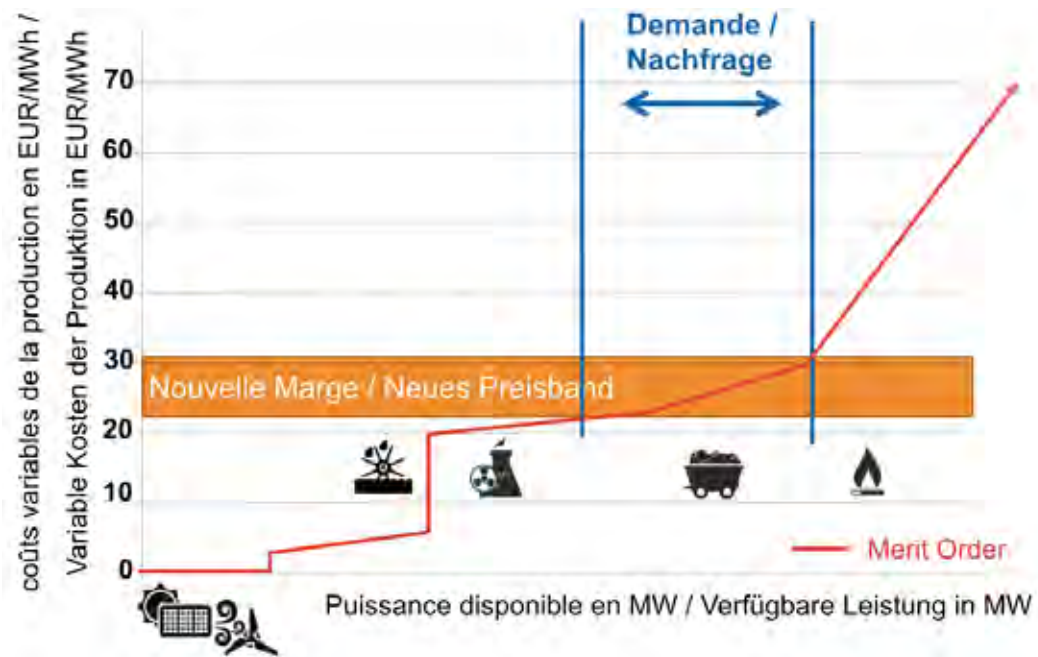 coûts variables de la production en EUR/MWh /
Variable Kosten der Produktion in EUR/MWh
Demande /
Nachfrage
70
60
50
40
30
20
10
0
Nouvelle Marge / Neues Preisband
Merit Order
Puissance disponible en MW / Verfügbare Leistung in MW